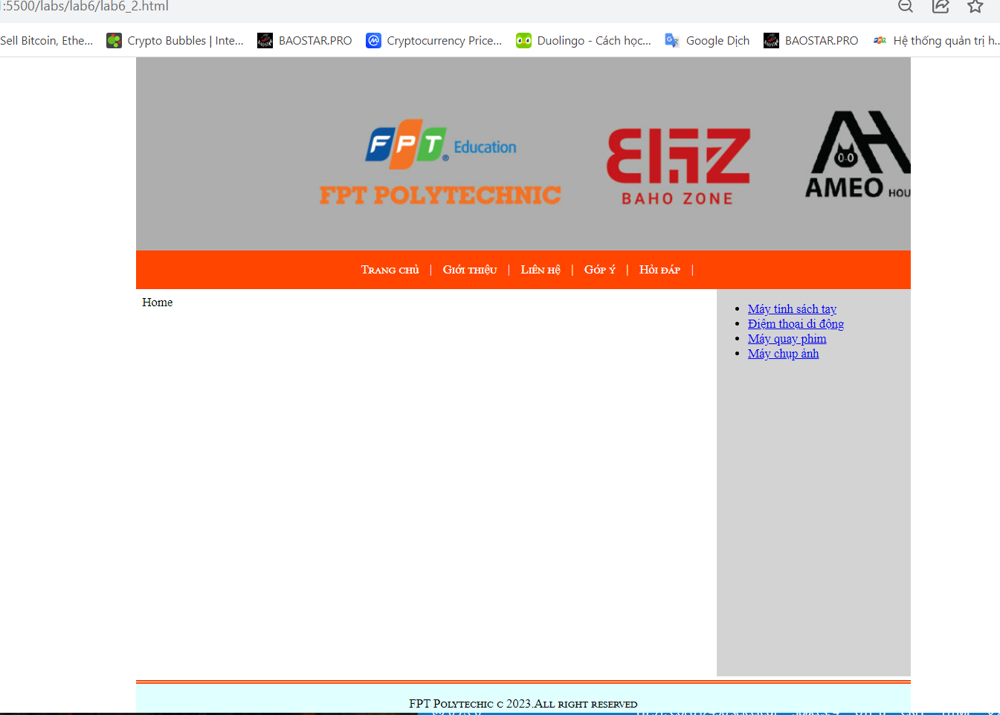 :5500/labs/lab6/lab6_2.html
Sell Bitcoin, Ethe... Crypto Bubbles | Inte... BAOSTAR.PRO Cryptocurrency Price... Duolingo - Cách học... Google Dịch BAOSTAR.PRO Hệ thống quản trị h...
FPT Education
FPT POLYTECHNIC
BAHO ZONE
AMEO HOU
Trang chủ | Giới thiệu | Liên hệ | Góp ý | Hỏi đáp |
Home
Máy tính sách tay
Điệm thoại di động
Máy quay phim
Máy chụp ảnh
FPT Polytechic c 2023.All right reserved